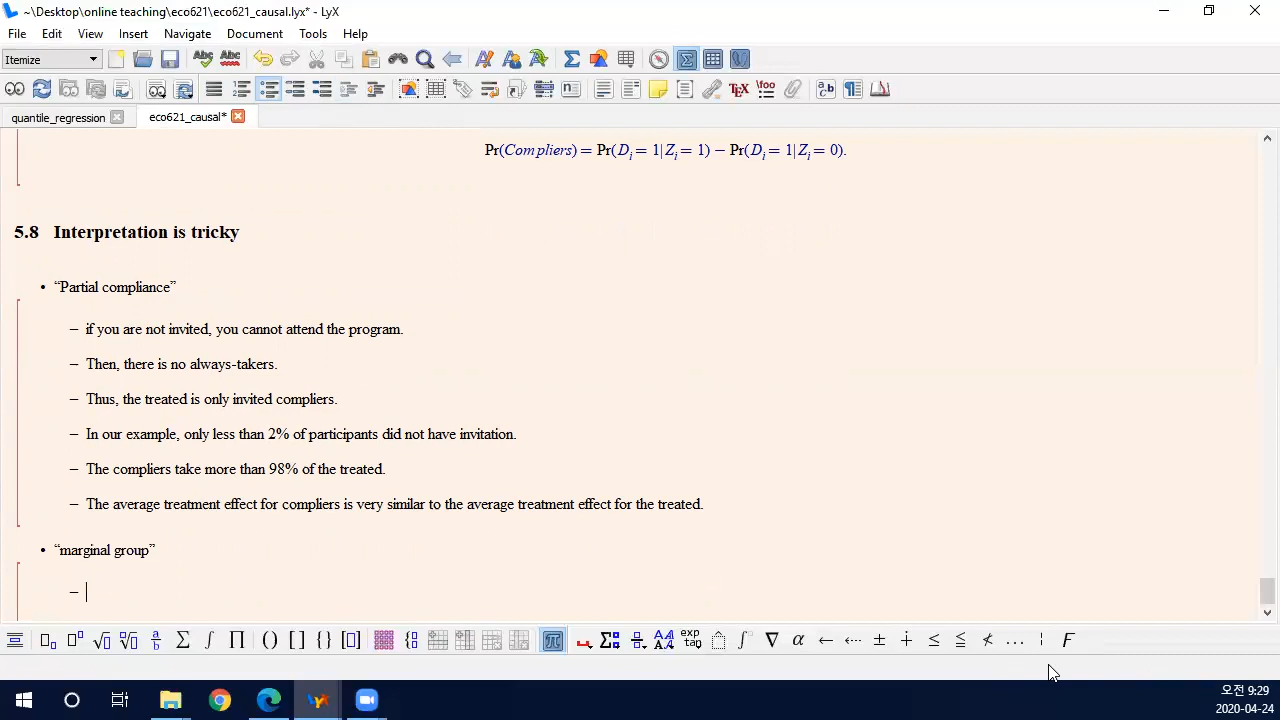 ~\Desktop\online teaching\eco621\eco621_causal.lyx* - LyX
File Edit View Insert Navigate Document Tools Help
Itemize
quantile_regression eco621_causal*
Pr(Compliers) = Pr(D_i = 1|Z_i = 1) − Pr(D_i = 1|Z_i = 0).
5.8 Interpretation is tricky
• “Partial compliance”
– if you are not invited, you cannot attend the program.
– Then, there is no always-takers.
– Thus, the treated is only invited compliers.
– In our example, only less than 2% of participants did not have invitation.
– The compliers take more than 98% of the treated.
– The average treatment effect for compliers is very similar to the average treatment effect for the treated.
• “marginal group”
–
오전 9:29
2020-04-24